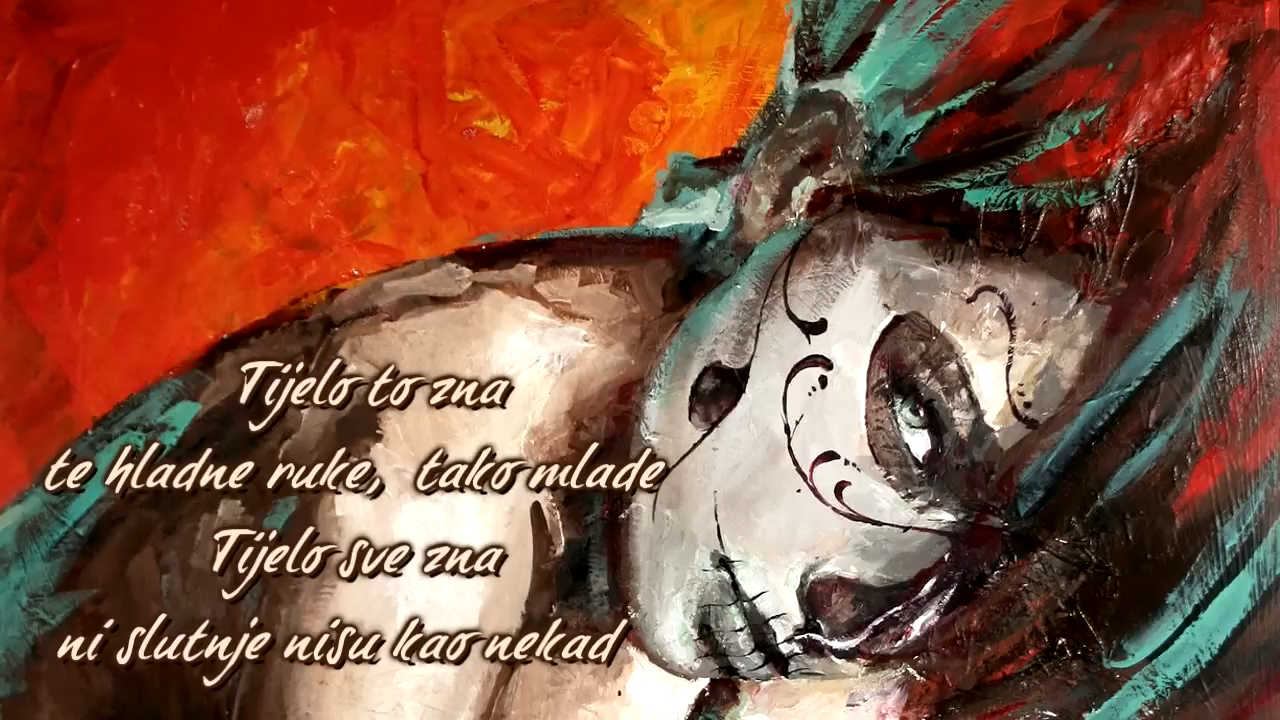 Tijelo to zna
te hladne ruke, tako mlade
Tijelo sve zna
ni slutnje nisu kao nekad